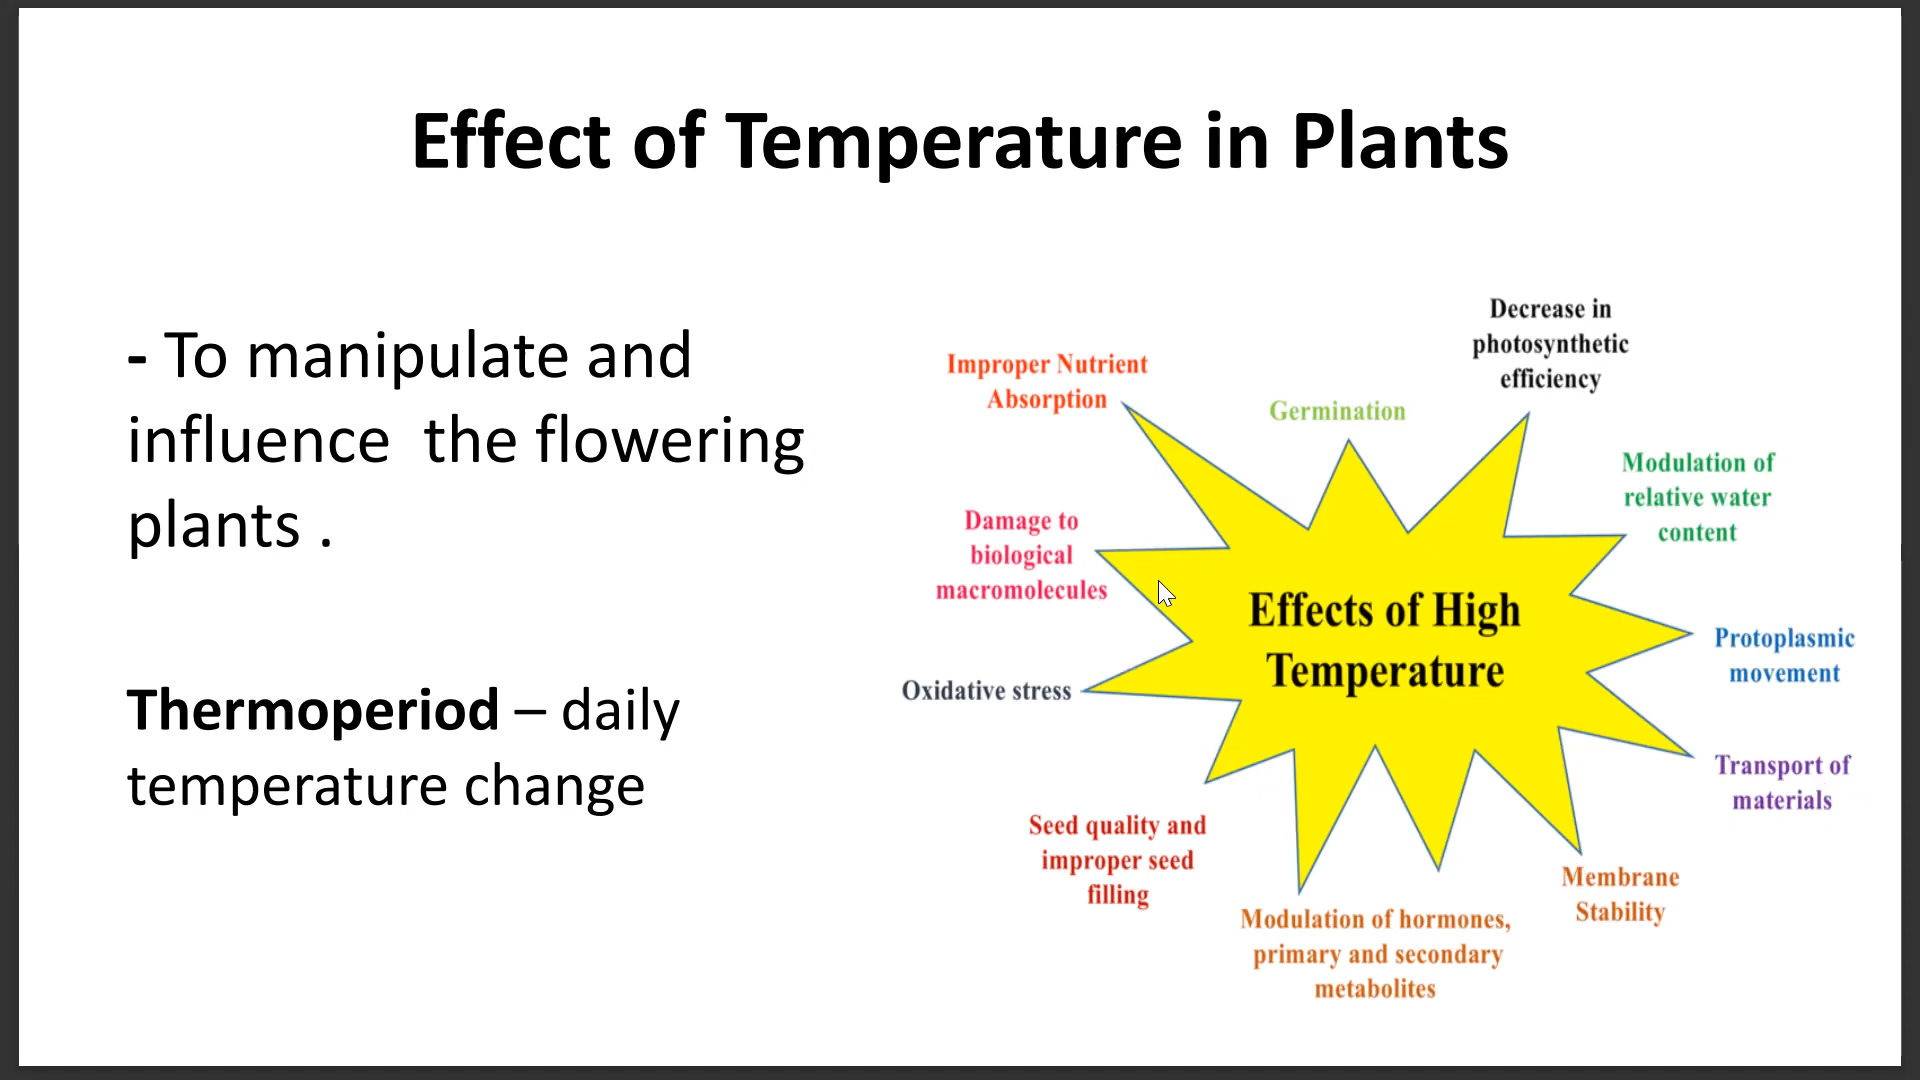 Effect of Temperature in Plants
- To manipulate and
influence  the flowering
plants .
Thermoperiod – daily
temperature change
Decrease in
photosynthetic
efficiency
Improper Nutrient
Absorption
Germination
Modulation of
relative water
content
Damage to
biological
macromolecules
Effects of High
Temperature
Protoplasmic
movement
Oxidative stress
Transport of
materials
Seed quality and
improper seed
filling
Membrane
Stability
Modulation of hormones,
primary and secondary
metabolites